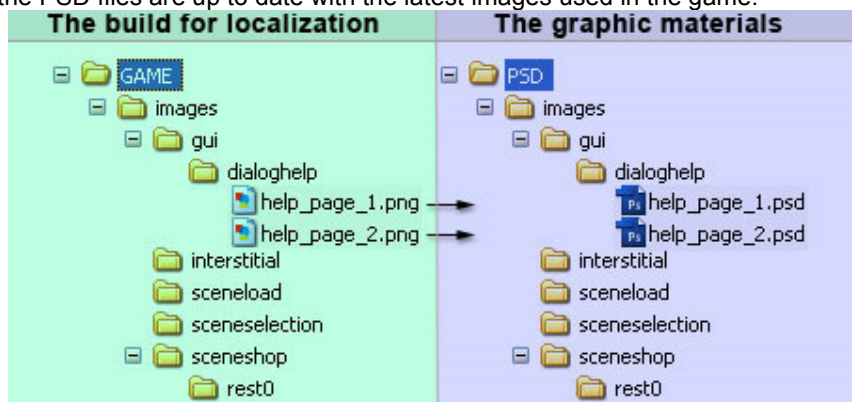 the PSD files are up to date with the latest images used in the game.
The build for localization
The graphic materials
GAME
images
gui
dialoghelp
help_page_1.png
help_page_2.png
interstitial
sceneload
sceneselection
sceneshop
rest0
PSD
images
gui
dialoghelp
Ps help_page_1.psd
Ps help_page_2.psd
interstitial
sceneload
sceneselection
sceneshop
rest0